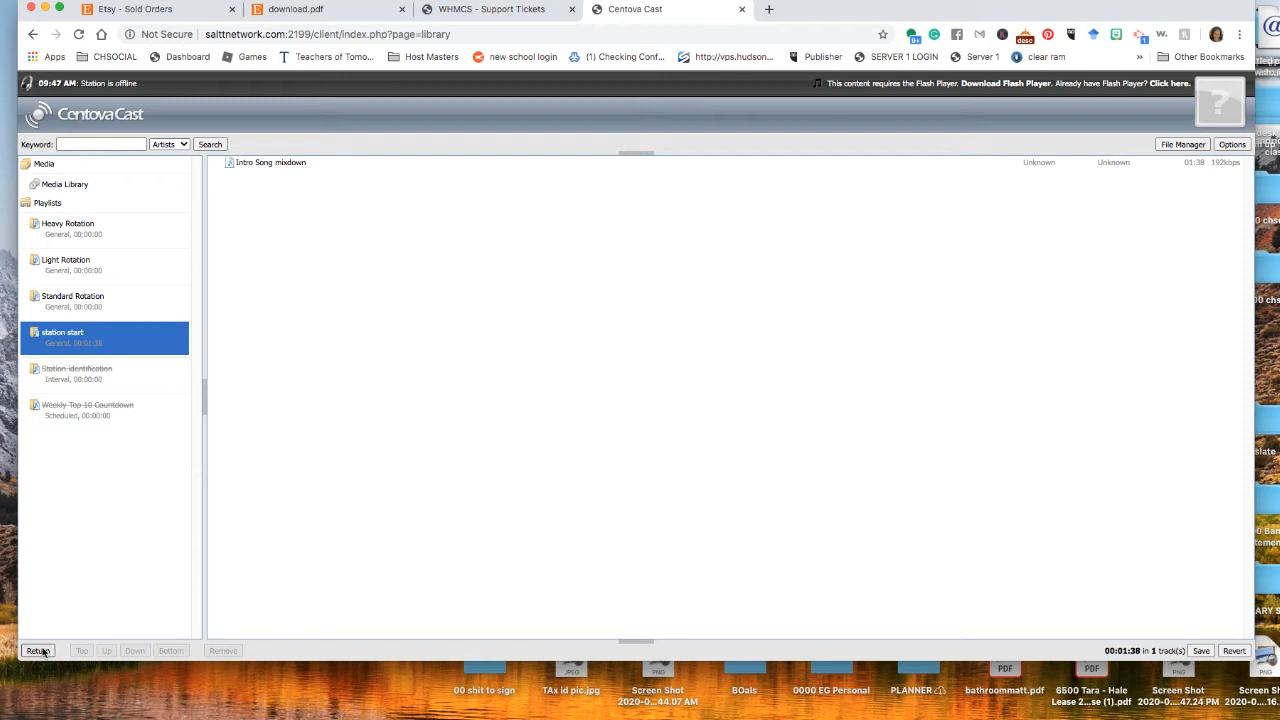 Etsy - Sold Orders
download.pdf
WHMCS - Support Tickets
Centova Cast
Not Secure | salttnetwork.com:2199/client/index.php?page=library
Apps
CHSOCIAL
Dashboard
Games
Teachers of Tomo...
Host Masters
new school login
(1) Checking Conf...
http://vps.hudson...
Publisher
SERVER 1 LOGIN
Server 1
clear ram
Other Bookmarks
09:47 AM: Station is offline
This content requires the Flash Player. Download Flash Player. Already have Flash Player? Click here.
CentovaCast
Keyword:
Artists
Search
File Manager
Options
Media
Media Library
Playlists
Heavy Rotation
General, 00:00:00
Light Rotation
General, 00:00:00
Standard Rotation
General, 00:00:00
station start
General, 00:01:38
Station identification
Interval, 00:00:00
Weekly Top 10 Countdown
Scheduled, 00:00:00
Intro Song mixdown
Unknown
Unknown
01:38
192kbps
Return
Top
Up
Down
Bottom
Remove
00:01:38 in 1 track(s)
Save
Revert
00 shit to sign
TAx id pic.jpg
Screen Shot
2020-0....44.07 AM
BOals
0000 EG Personal
PLANNER
bathroommatt.pdf
6500 Tara - Hale
Lease 2...se (1).pdf
Screen Shot
2020-0....47.24 PM